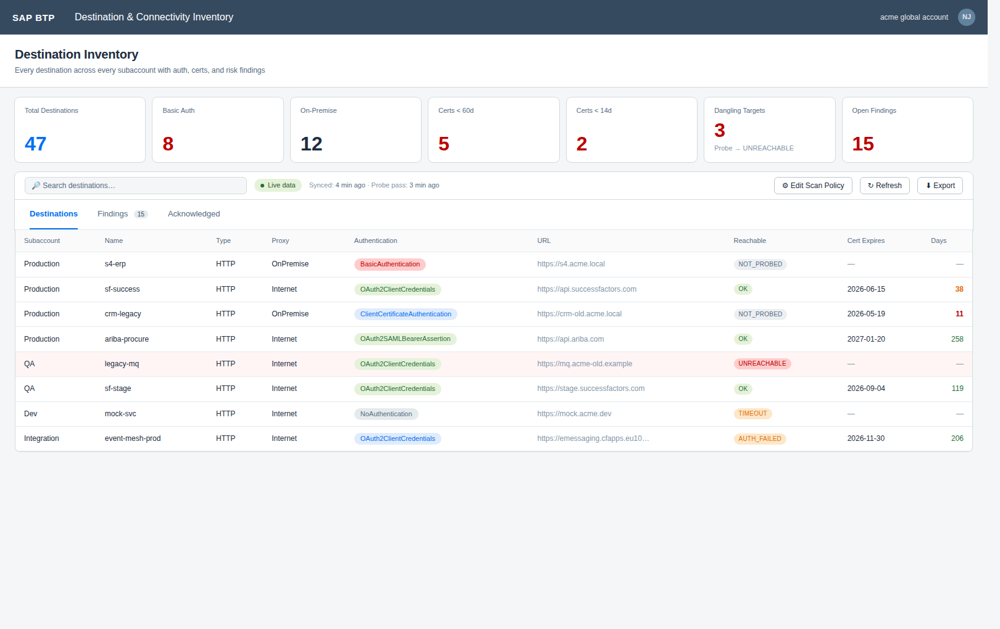 SAP BTP
Destination & Connectivity Inventory
acme global account
NJ
Destination Inventory
Every destination across every subaccount with auth, certs, and risk findings
Total Destinations
47
Basic Auth
8
On-Premise
12
Certs < 60d
5
Certs < 14d
2
Dangling Targets
3
Probe → UNREACHABLE
Open Findings
15
🔎 Search destinations…
Live data
Synced: 4 min ago · Probe pass: 3 min ago
⚙ Edit Scan Policy
↻ Refresh
⬇ Export
Destinations
Findings 15
Acknowledged
Subaccount Name Type Proxy Authentication URL Reachable Cert Expires Days
Production s4-erp HTTP OnPremise BasicAuthentication https://s4.acme.local NOT_PROBED — —
Production sf-success HTTP Internet OAuth2ClientCredentials https://api.successfactors.com OK 2026-06-15 38
Production crm-legacy HTTP OnPremise ClientCertificateAuthentication https://crm-old.acme.local NOT_PROBED 2026-05-19 11
Production ariba-procure HTTP Internet OAuth2SAMLBearerAssertion https://api.ariba.com OK 2027-01-20 258
QA legacy-mq HTTP Internet OAuth2ClientCredentials https://mq.acme-old.example UNREACHABLE — —
QA sf-stage HTTP Internet OAuth2ClientCredentials https://stage.successfactors.com OK 2026-09-04 119
Dev mock-svc HTTP Internet NoAuthentication https://mock.acme.dev TIMEOUT — —
Integration event-mesh-prod HTTP Internet OAuth2ClientCredentials https://emessaging.cfapps.eu10… AUTH_FAILED 2026-11-30 206